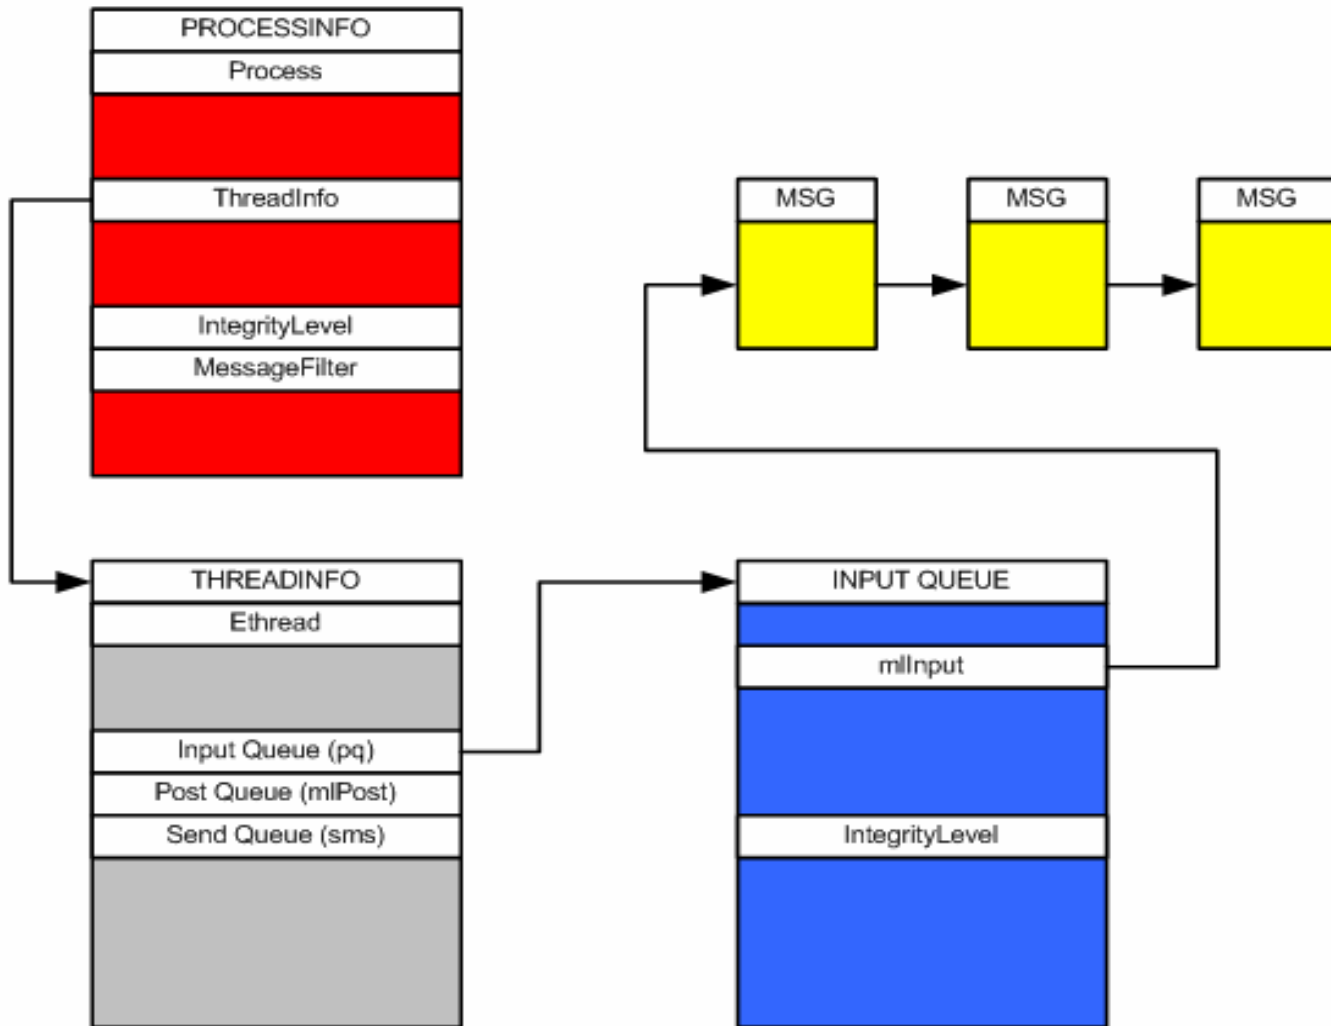 PROCESSINFO
Process
ThreadInfo
IntegrityLevel
MessageFilter
MSG
MSG
MSG
THREADINFO
Ethread
Input Queue (pq)
Post Queue (mlPost)
Send Queue (sms)
INPUT QUEUE
mlInput
IntegrityLevel